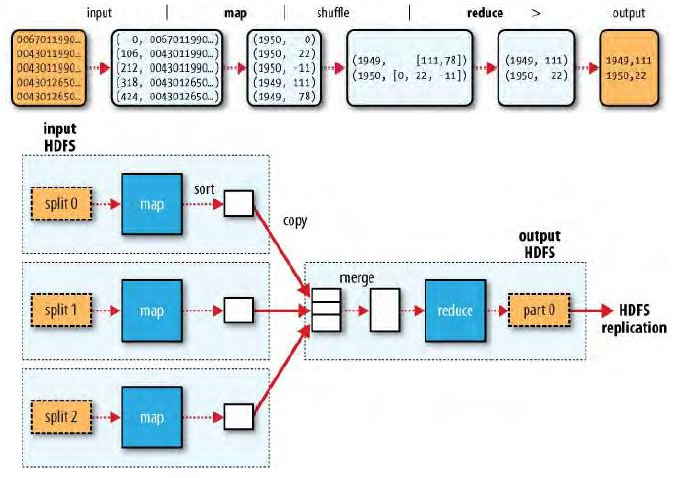 input | map | shuffle | reduce > output
0067011990…
0043011990…
0043011990…
0043012650…
0043012650…
( 0, 0067011990…)
(106, 0043011990…)
(212, 0043011990…)
(318, 0043012650…)
(424, 0043012650…)
(1950, 0)
(1950, 22)
(1950, -11)
(1949, 111)
(1949, 78)
(1949, [111,78])
(1950, [0, 22, -11])
(1949, 111)
(1950, 22)
1949,111
1950,22
input
HDFS
split 0
map
sort
copy
split 1
map
merge
reduce
output
HDFS
part 0
HDFS
replication
split 2
map